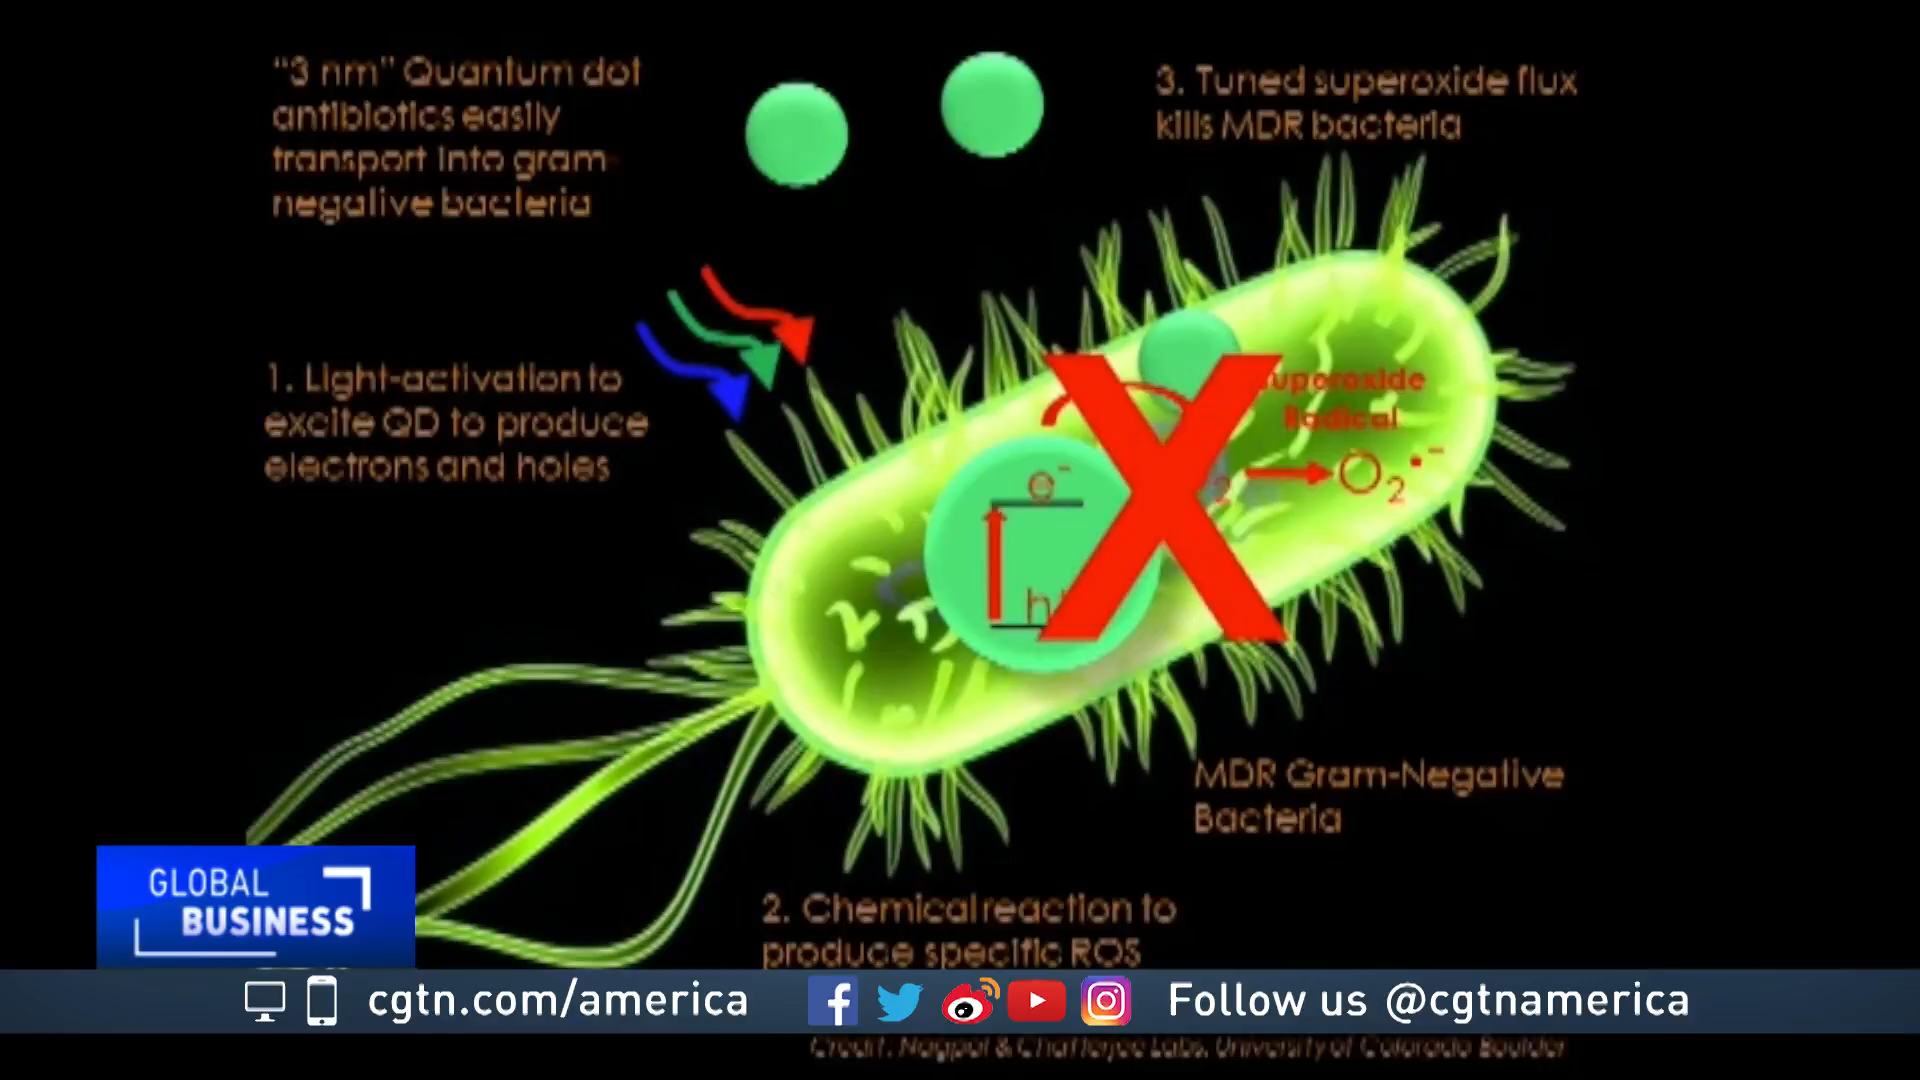 “3 nm” Quantum dot
antibiotics easily
transport into gram-
negative bacteria
3. Tuned superoxide flux
kills MDR bacteria
1. Light-activation to
excite QD to produce
electrons and holes
Superoxide
Radical
e-
2
O2•-
h
MDR Gram-Negative
Bacteria
2. Chemical reaction to
produce specific ROS
GLOBAL
BUSINESS
cgtn.com/america
Follow us @cgtnamerica
Credit: Nagpal & Chatterjee Labs, University of Colorado Boulder